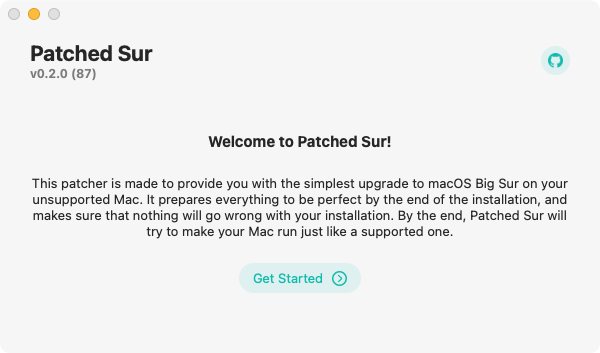 Patched Sur
v0.2.0 (87)
Welcome to Patched Sur!
This patcher is made to provide you with the simplest upgrade to macOS Big Sur on your
unsupported Mac. It prepares everything to be perfect by the end of the installation, and
makes sure that nothing will go wrong with your installation. By the end, Patched Sur will
try to make your Mac run just like a supported one.
Get Started